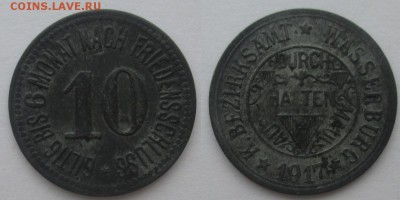 COINS.LAVE.RU
GÜLTIG BIS 6 MONAT NACH FRIEDENSSCHLUSS
10
K. BEZIRKSAMT * WASSERBURG
DURCH
HALTEN
* 1917 *